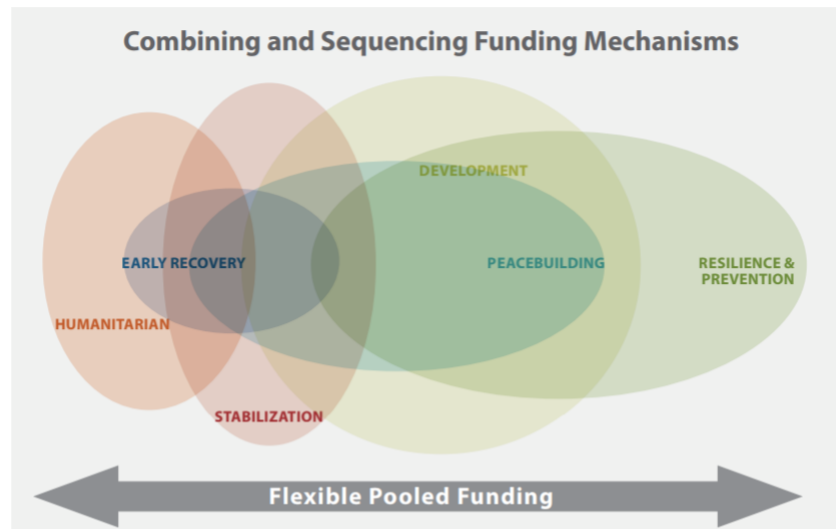 Combining and Sequencing Funding Mechanisms
DEVELOPMENT
EARLY RECOVERY
PEACEBUILDING
RESILIENCE &
PREVENTION
HUMANITARIAN
STABILIZATION
Flexible Pooled Funding